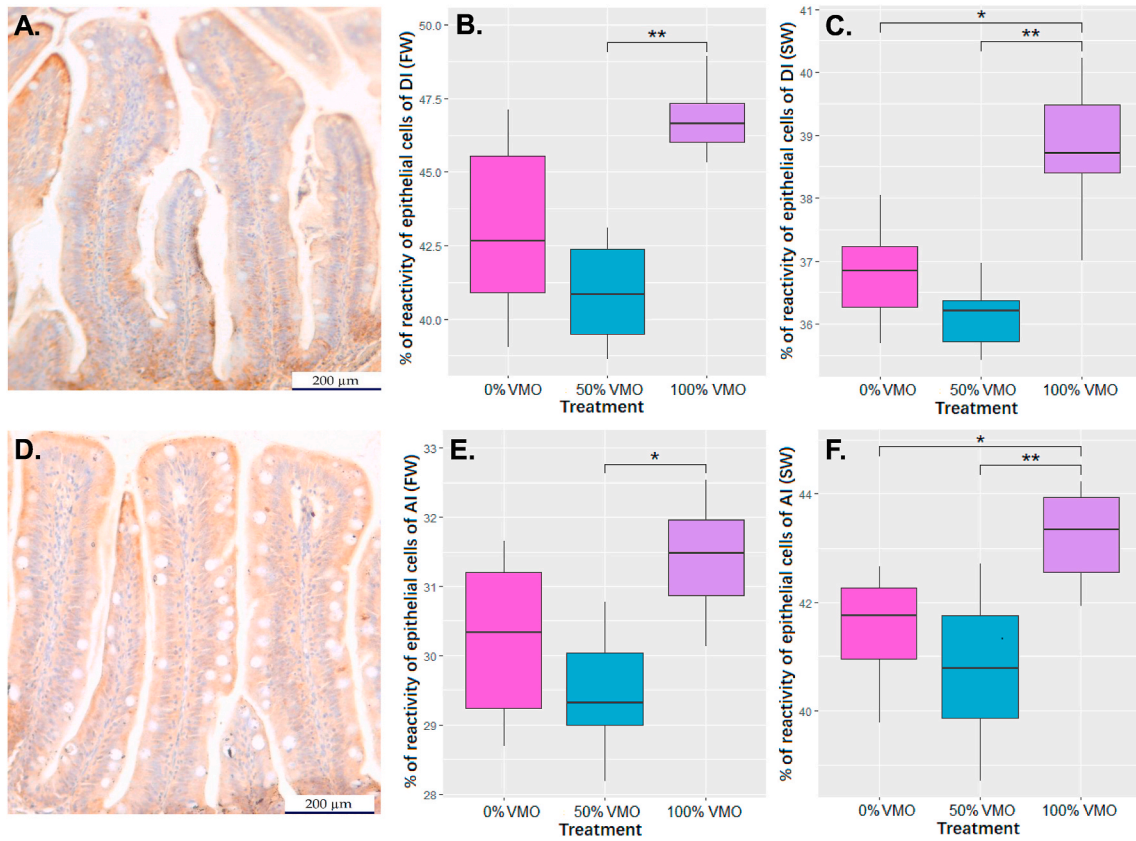 A.
200 µm
B.
% of reactivity of epithelial cells of DI (FW)
50.0
47.5
45.0
42.5
40.0
**
0% VMO 50% VMO 100% VMO
Treatment
C.
% of reactivity of epithelial cells of DI (SW)
41
40
39
38
37
36
*
**
0% VMO 50% VMO 100% VMO
Treatment
D.
200 µm
E.
% of reactivity of epithelial cells of AI (FW)
33
32
31
30
29
28
*
0% VMO 50% VMO 100% VMO
Treatment
F.
% of reactivity of epithelial cells of AI (SW)
44
42
40
*
**
0% VMO 50% VMO 100% VMO
Treatment